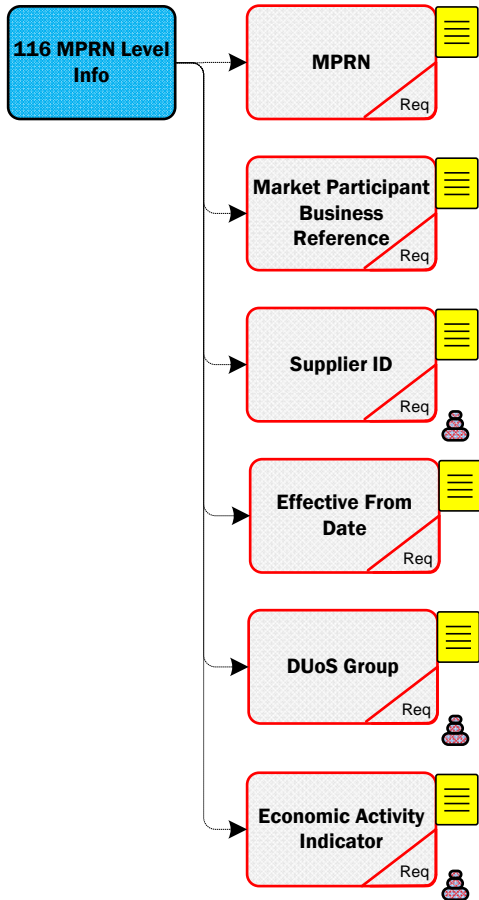 116 MPRN Level
Info
MPRN
Req
Market Participant
Business
Reference
Req
Supplier ID
Req
Effective From
Date
Req
DUoS Group
Req
Economic Activity
Indicator
Req